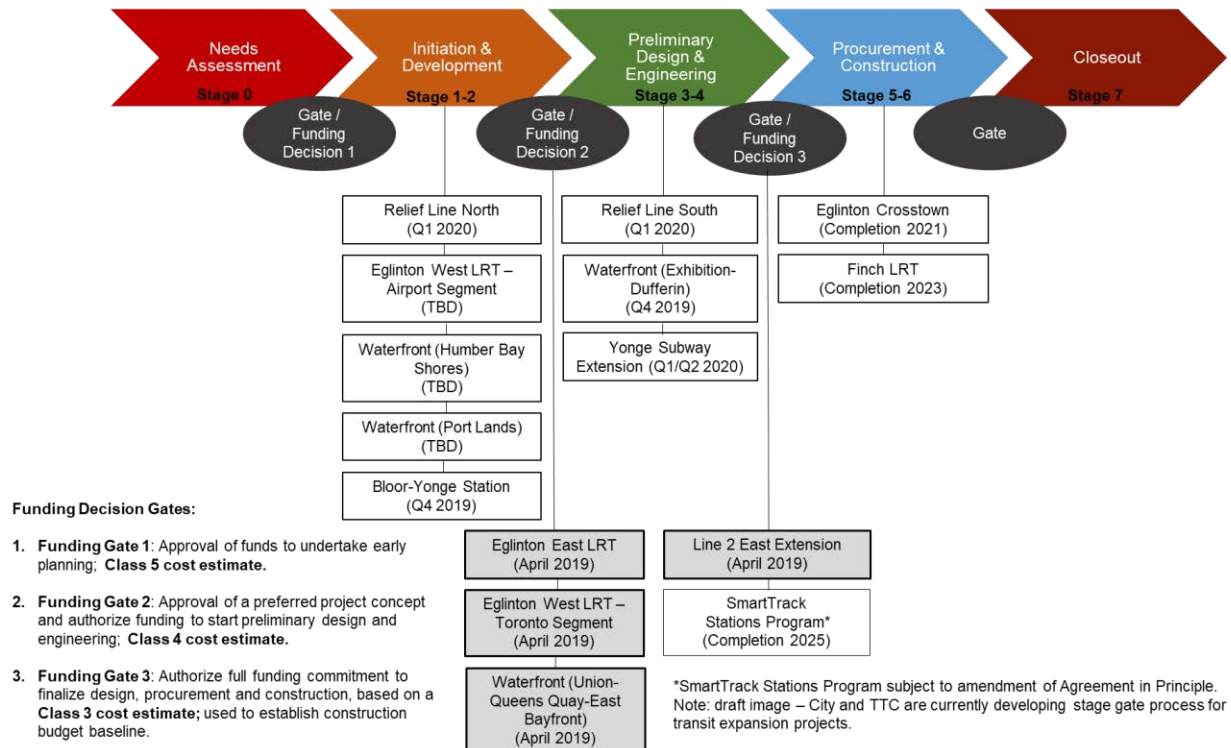 Needs
Assessment
Stage 0
Initiation &
Development
Stage 1-2
Preliminary
Design &
Engineering
Stage 3-4
Procurement &
Construction
Stage 5-6
Closeout
Stage 7
Gate /
Funding
Decision 1
Gate /
Funding
Decision 2
Gate /
Funding
Decision 3
Gate
Relief Line North
(Q1 2020)
Eglinton West LRT –
Airport Segment
(TBD)
Waterfront (Humber Bay
Shores)
(TBD)
Waterfront (Port Lands)
(TBD)
Bloor-Yonge Station
(Q4 2019)
Relief Line South
(Q1 2020)
Waterfront (Exhibition-
Dufferin)
(Q4 2019)
Yonge Subway
Extension (Q1/Q2 2020)
Eglinton Crosstown
(Completion 2021)
Finch LRT
(Completion 2023)
Eglinton East LRT
(April 2019)
Eglinton West LRT –
Toronto Segment
(April 2019)
Waterfront (Union-
Queens Quay-East
Bayfront)
(April 2019)
Line 2 East Extension
(April 2019)
SmartTrack
Stations Program*
(Completion 2025)
Funding Decision Gates:
1. Funding Gate 1: Approval of funds to undertake early
planning; Class 5 cost estimate.
2. Funding Gate 2: Approval of a preferred project concept
and authorize funding to start preliminary design and
engineering; Class 4 cost estimate.
3. Funding Gate 3: Authorize full funding commitment to
finalize design, procurement and construction, based on a
Class 3 cost estimate; used to establish construction
budget baseline.
*SmartTrack Stations Program subject to amendment of Agreement in Principle.
Note: draft image – City and TTC are currently developing stage gate process for
transit expansion projects.